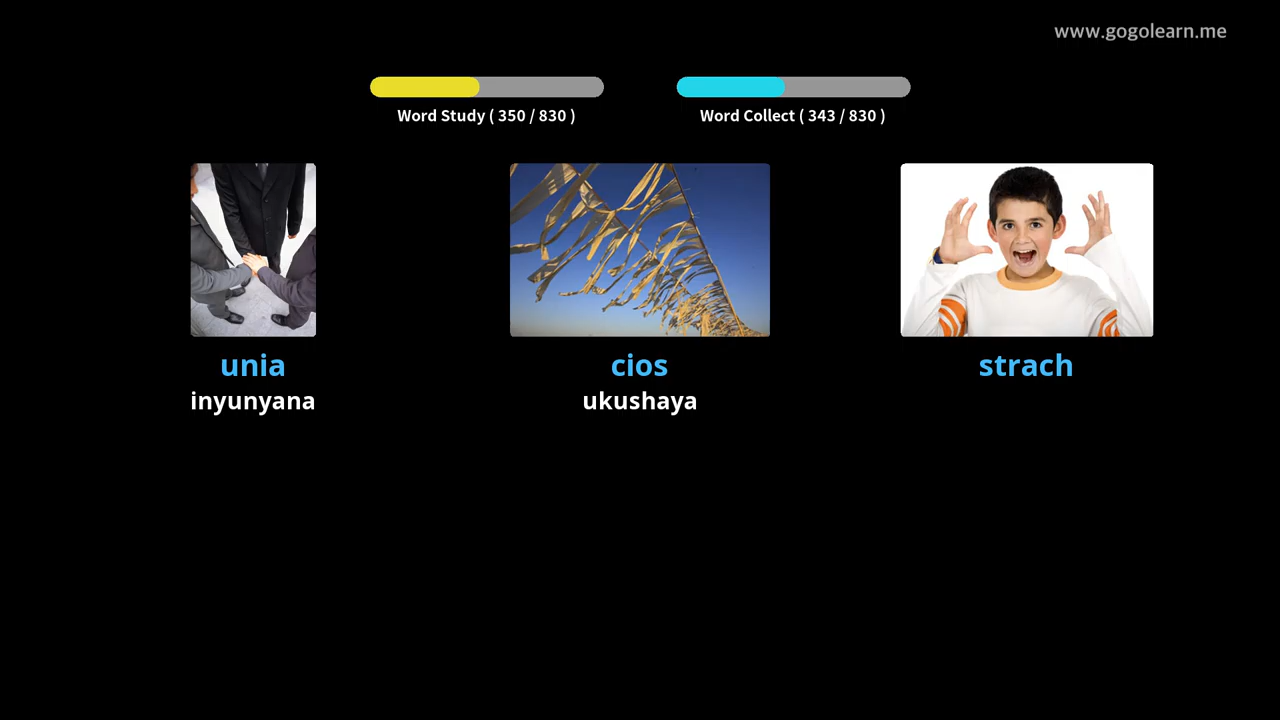 www.gogolearn.me
Word Study ( 350 / 830 )
Word Collect ( 343 / 830 )
unia
inyunyana
cios
ukushaya
strach